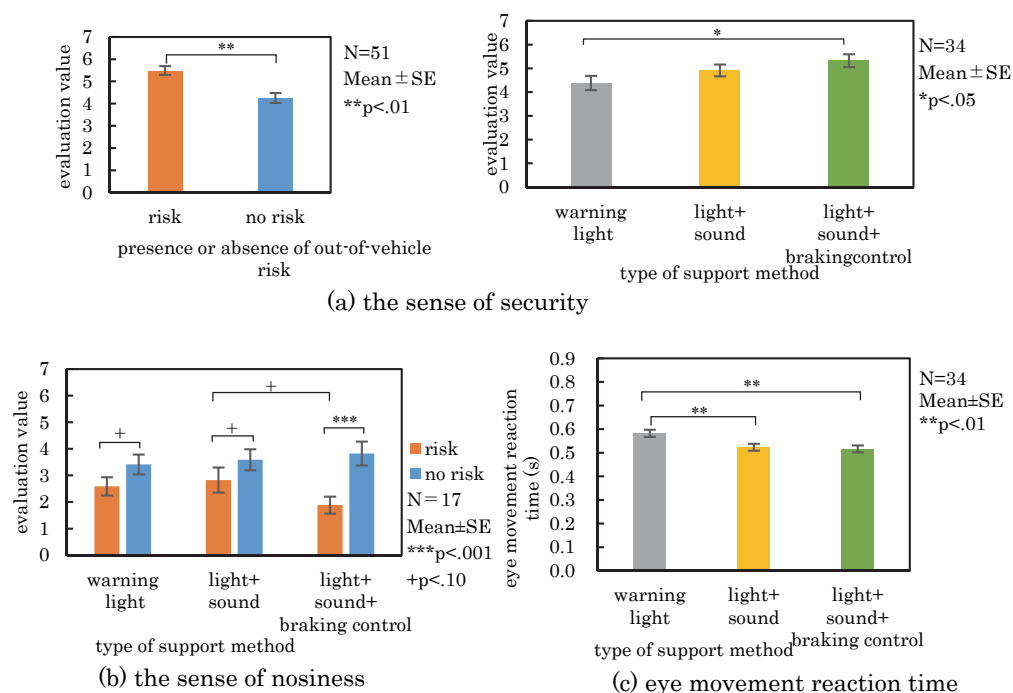 7
6
5
4
3
2
1
0
evaluation value
**
N=51
Mean±SE
**p<.01
risk
no risk
presence or absence of out-of-vehicle
risk
7
6
5
4
3
2
1
0
evaluation value
*
N=34
Mean±SE
*p<.05
warning
light
light+
sound
light+
sound+
brakingcontrol
type of support method
(a) the sense of security
7
6
5
4
3
2
1
0
evaluation value
+
+
+
***
risk
no risk
N=17
Mean±SE
***p<.001
+p<.10
warning
light
light+
sound
light+
sound+
braking control
type of support method
(b) the sense of nosiness
0.9
0.8
0.7
0.6
0.5
0.4
0.3
0.2
0.1
0.0
eye movement reaction
time (s)
**
**
N=34
Mean±SE
**p<.01
warning
light
light+
sound
light+
sound+
braking control
type of support method
(c) eye movement reaction time